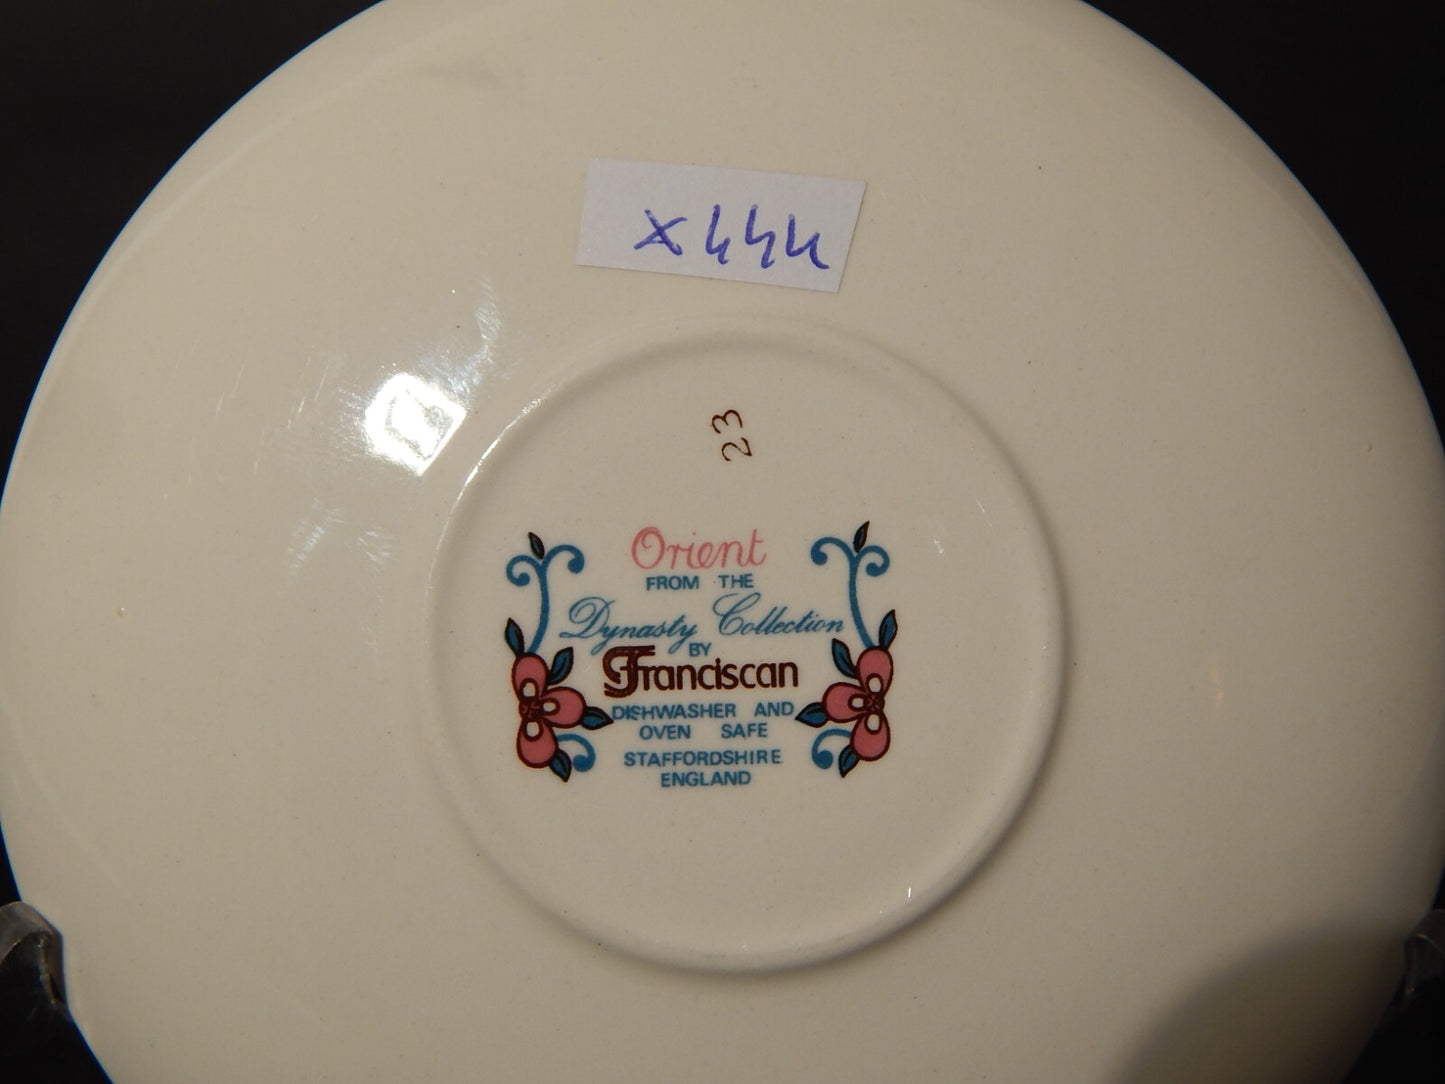 x444
23
Orient
FROM THE
Dynasty Collection
BY
Franciscan
DISHWASHER AND
OVEN SAFE
STAFFORDSHIRE
ENGLAND